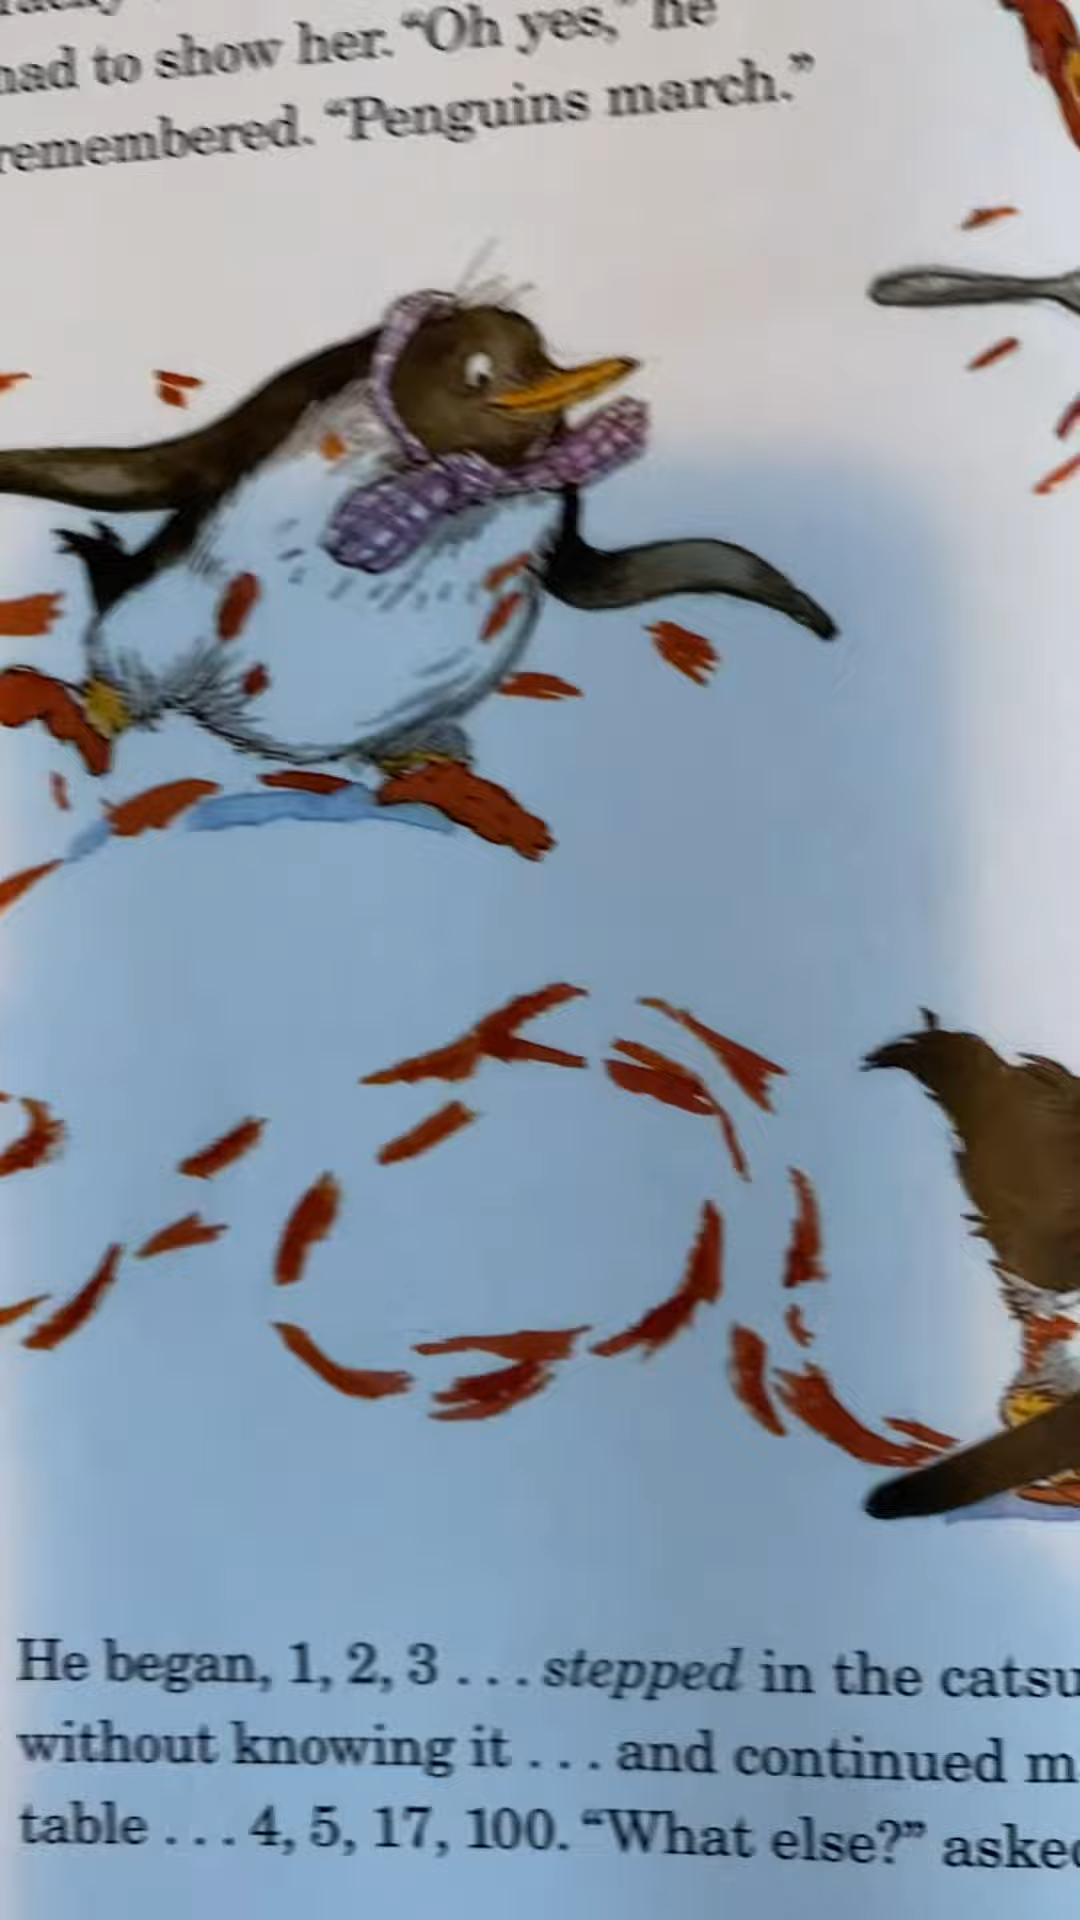 had to show her. “Oh yes,” he
remembered. “Penguins march.”
He began, 1, 2, 3 . . . stepped in the catsu
without knowing it . . . and continued m
table . . . 4, 5, 17, 100. “What else?” asked